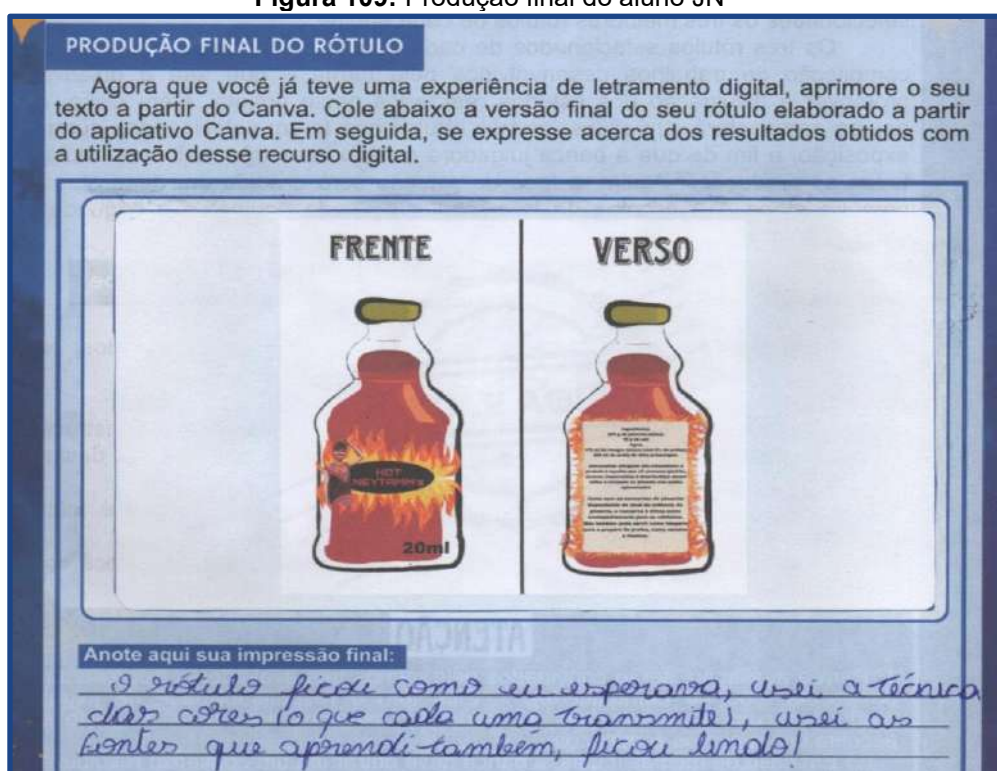 Figura 109: Produção final do aluno JN
PRODUÇÃO FINAL DO RÓTULO
Agora que você já teve uma experiência de letramento digital, aprimore o seu
texto a partir do Canva. Cole abaixo a versão final do seu rótulo elaborado a partir
do aplicativo Canva. Em seguida, se expresse acerca dos resultados obtidos com
a utilização desse recurso digital.
FRENTE
VERSO
HOT
20ml
Anote aqui sua impressão final:
O rótulo ficou como eu esperava, usei a técnica
das cores (o que cada uma transmite), usei as
fontes que aprendi também, ficou lindo!